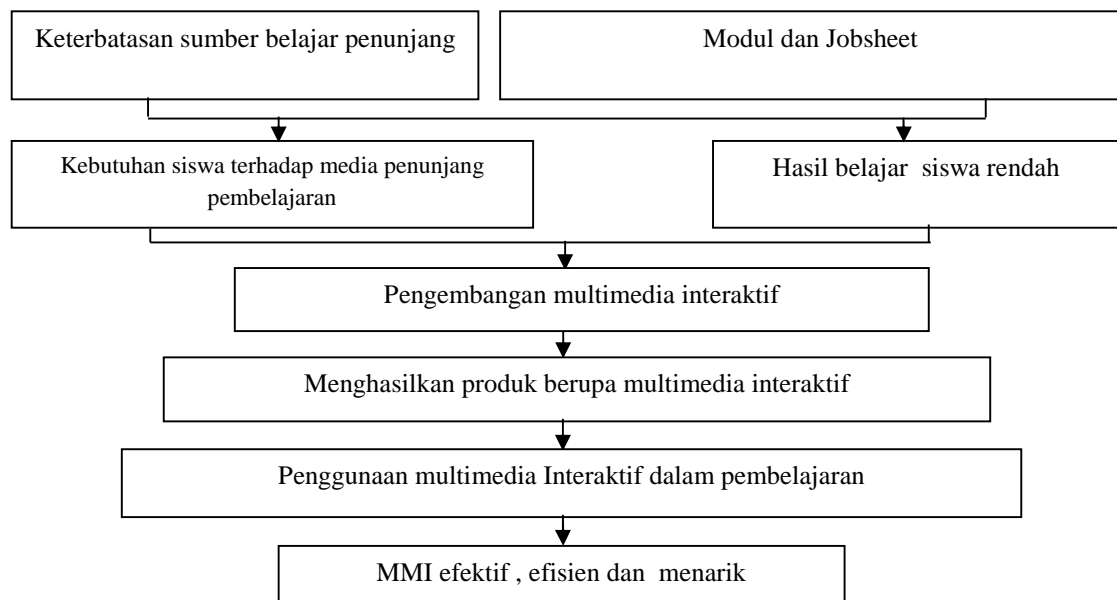 Keterbatasan sumber belajar penunjang
Modul dan Jobsheet
Kebutuhan siswa terhadap media penunjang
pembelajaran
Hasil belajar siswa rendah
Pengembangan multimedia interaktif
Menghasilkan produk berupa multimedia interaktif
Penggunaan multimedia Interaktif dalam pembelajaran
MMI efektif , efisien dan menarik